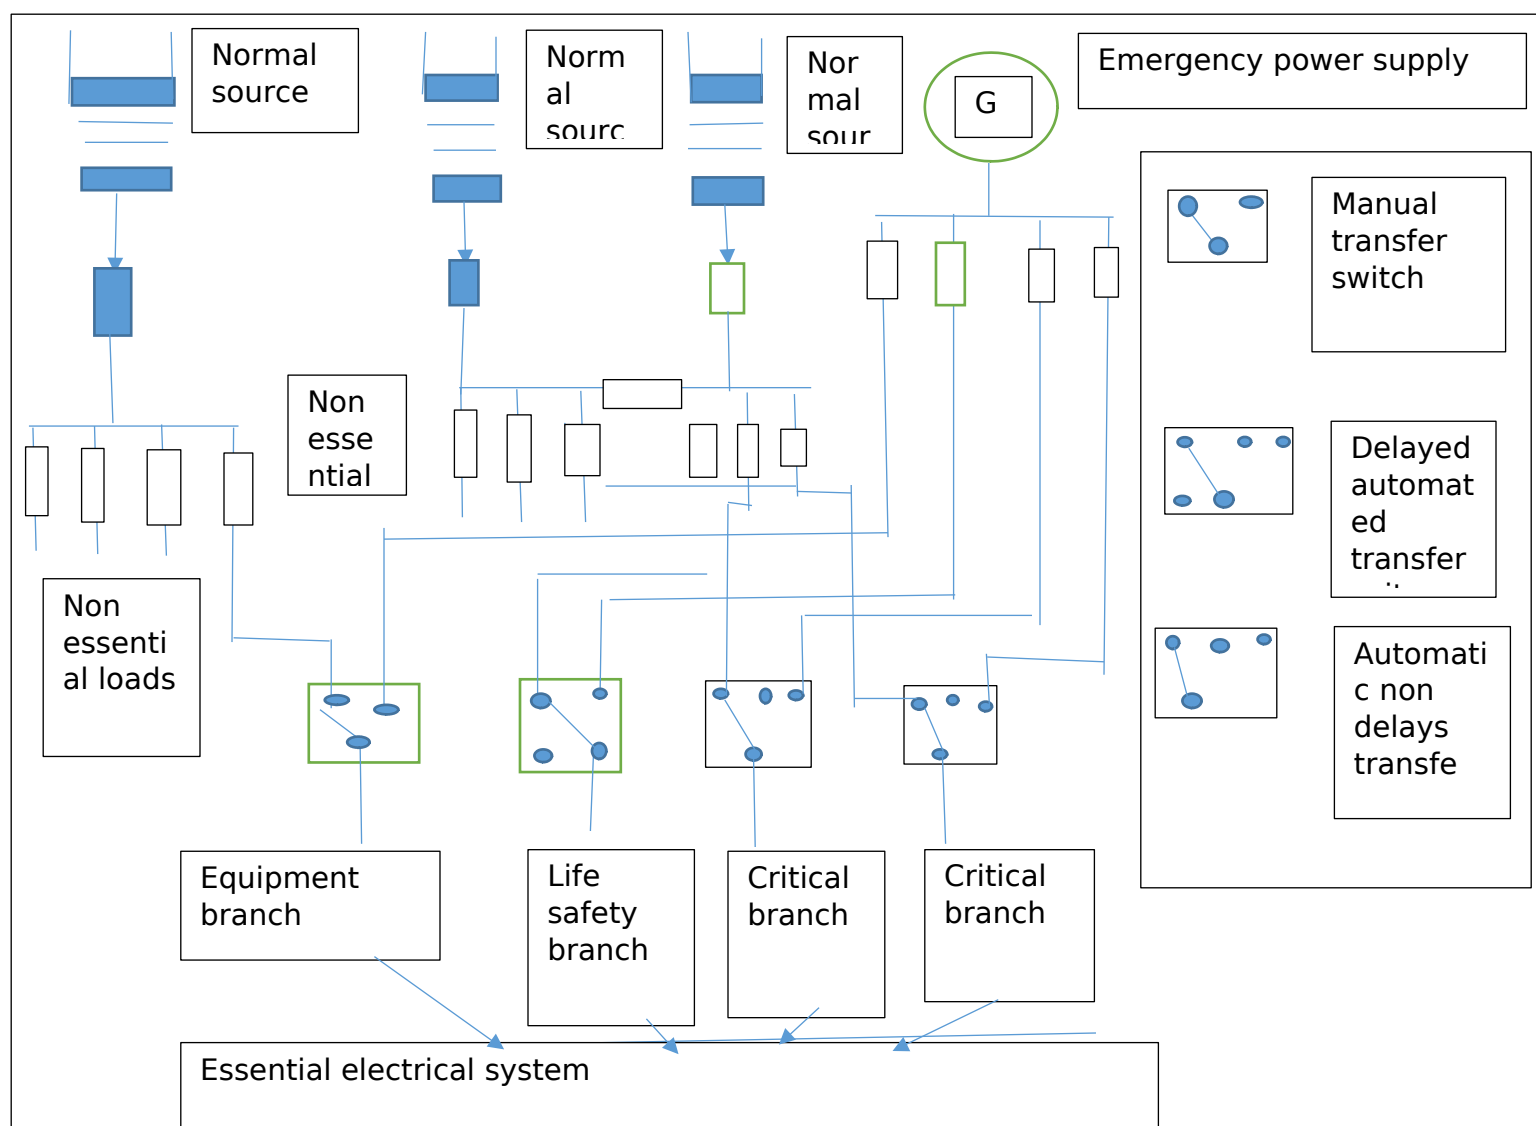 Normal
source
Norm
al
sourc
Nor
mal
sour
G
Emergency power supply
Manual
transfer
switch
Non
esse
ntial
Delayed
automat
ed
transfer
Non
essenti
al loads
Automati
c non
delays
transfe
Equipment
branch
Life
safety
branch
Critical
branch
Critical
branch
Essential electrical system